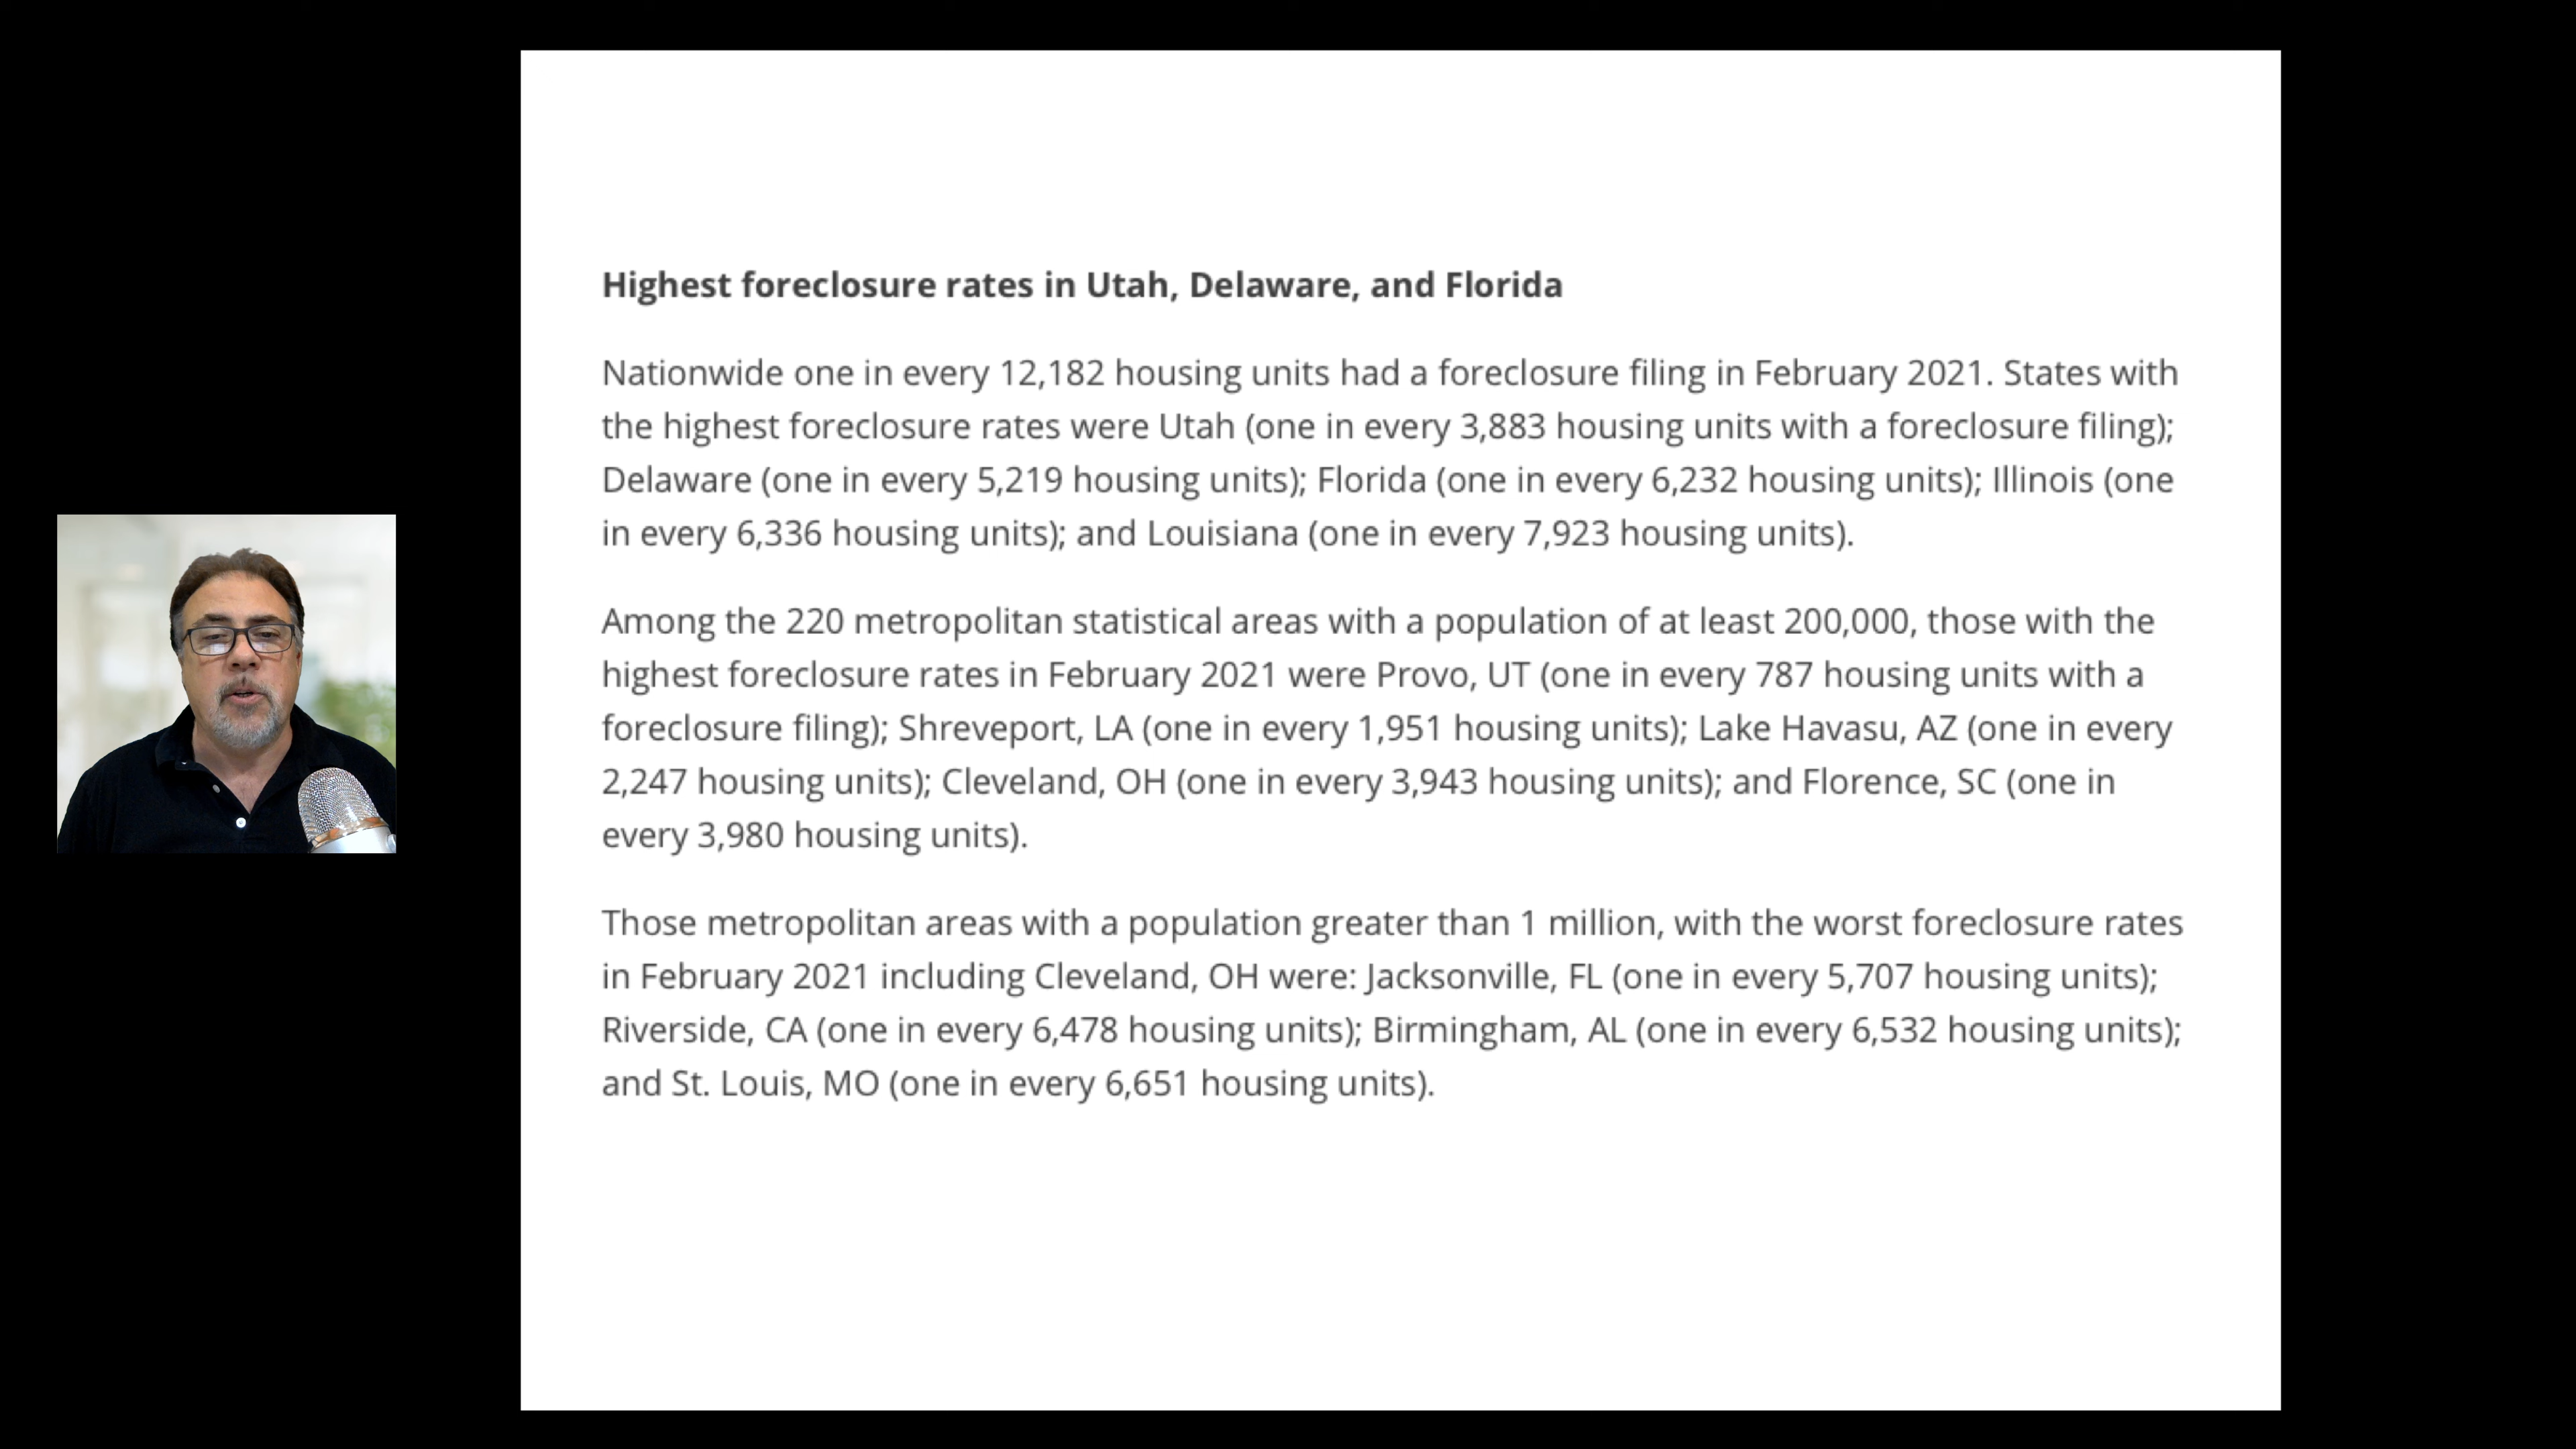 Highest foreclosure rates in Utah, Delaware, and Florida
Nationwide one in every 12,182 housing units had a foreclosure filing in February 2021. States with
the highest foreclosure rates were Utah (one in every 3,883 housing units with a foreclosure filing);
Delaware (one in every 5,219 housing units); Florida (one in every 6,232 housing units); Illinois (one
in every 6,336 housing units); and Louisiana (one in every 7,923 housing units).
Among the 220 metropolitan statistical areas with a population of at least 200,000, those with the
highest foreclosure rates in February 2021 were Provo, UT (one in every 787 housing units with a
foreclosure filing); Shreveport, LA (one in every 1,951 housing units); Lake Havasu, AZ (one in every
2,247 housing units); Cleveland, OH (one in every 3,943 housing units); and Florence, SC (one in
every 3,980 housing units).
Those metropolitan areas with a population greater than 1 million, with the worst foreclosure rates
in February 2021 including Cleveland, OH were: Jacksonville, FL (one in every 5,707 housing units);
Riverside, CA (one in every 6,478 housing units); Birmingham, AL (one in every 6,532 housing units);
and St. Louis, MO (one in every 6,651 housing units).